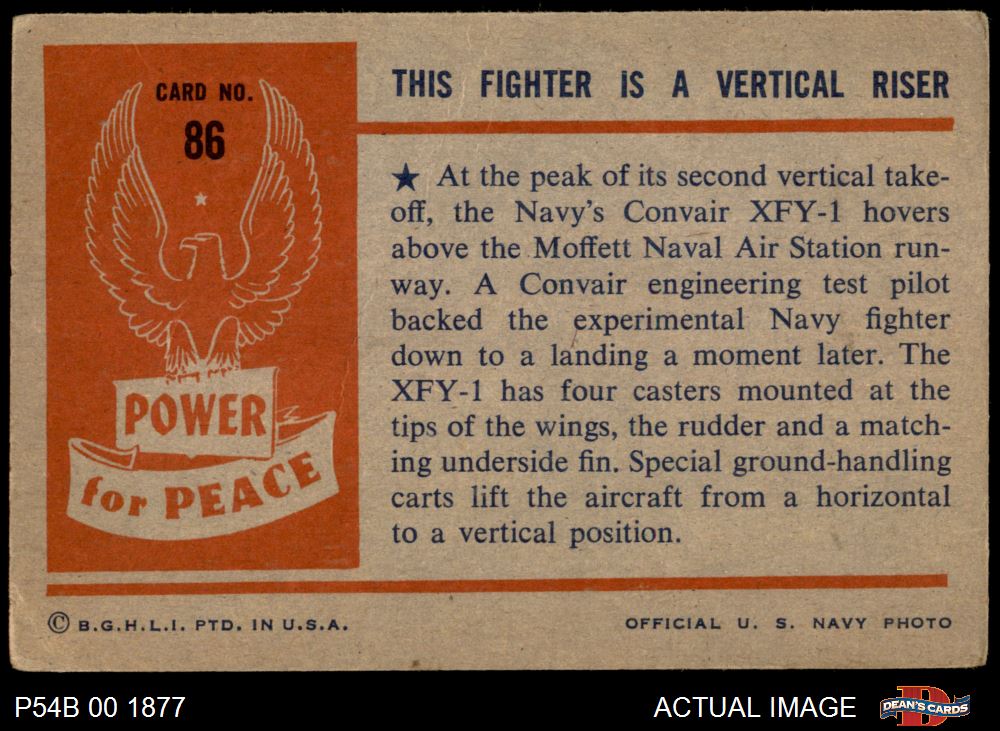 CARD NO.
86
POWER
for PEACE
THIS FIGHTER IS A VERTICAL RISER
★ At the peak of its second vertical take-
off, the Navy's Convair XFY-1 hovers
above the Moffett Naval Air Station run-
way. A Convair engineering test pilot
backed the experimental Navy fighter
down to a landing a moment later. The
XFY-1 has four casters mounted at the
tips of the wings, the rudder and a match-
ing underside fin. Special ground-handling
carts lift the aircraft from a horizontal
to a vertical position.
© B.G.H.L.I. PTD. IN U.S.A.
OFFICIAL U. S. NAVY PHOTO
P54B 00 1877
ACTUAL IMAGE
D
DEAN'S CARDS